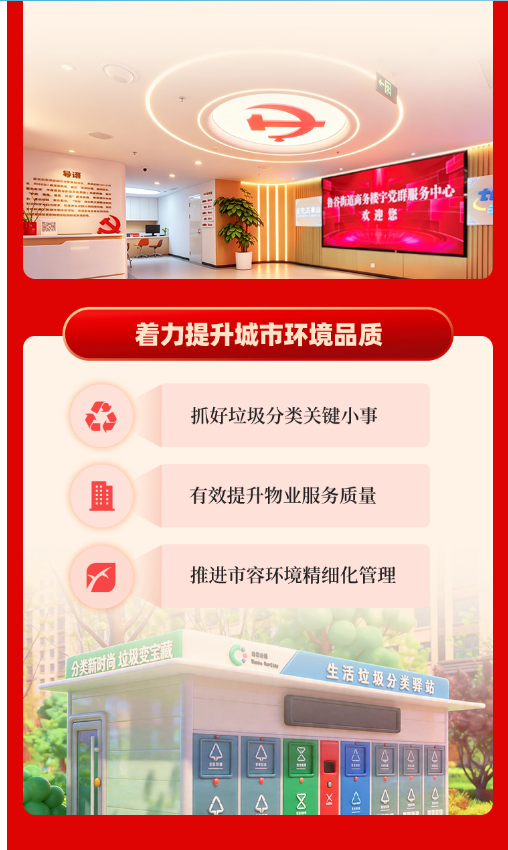 导语
鲁谷街道商务楼宇党群服务中心
欢迎您
着力提升城市环境品质
抓好垃圾分类关键小事
有效提升物业服务质量
推进市容环境精细化管理
分类新时尚 垃圾变宝藏
生活垃圾分类驿站